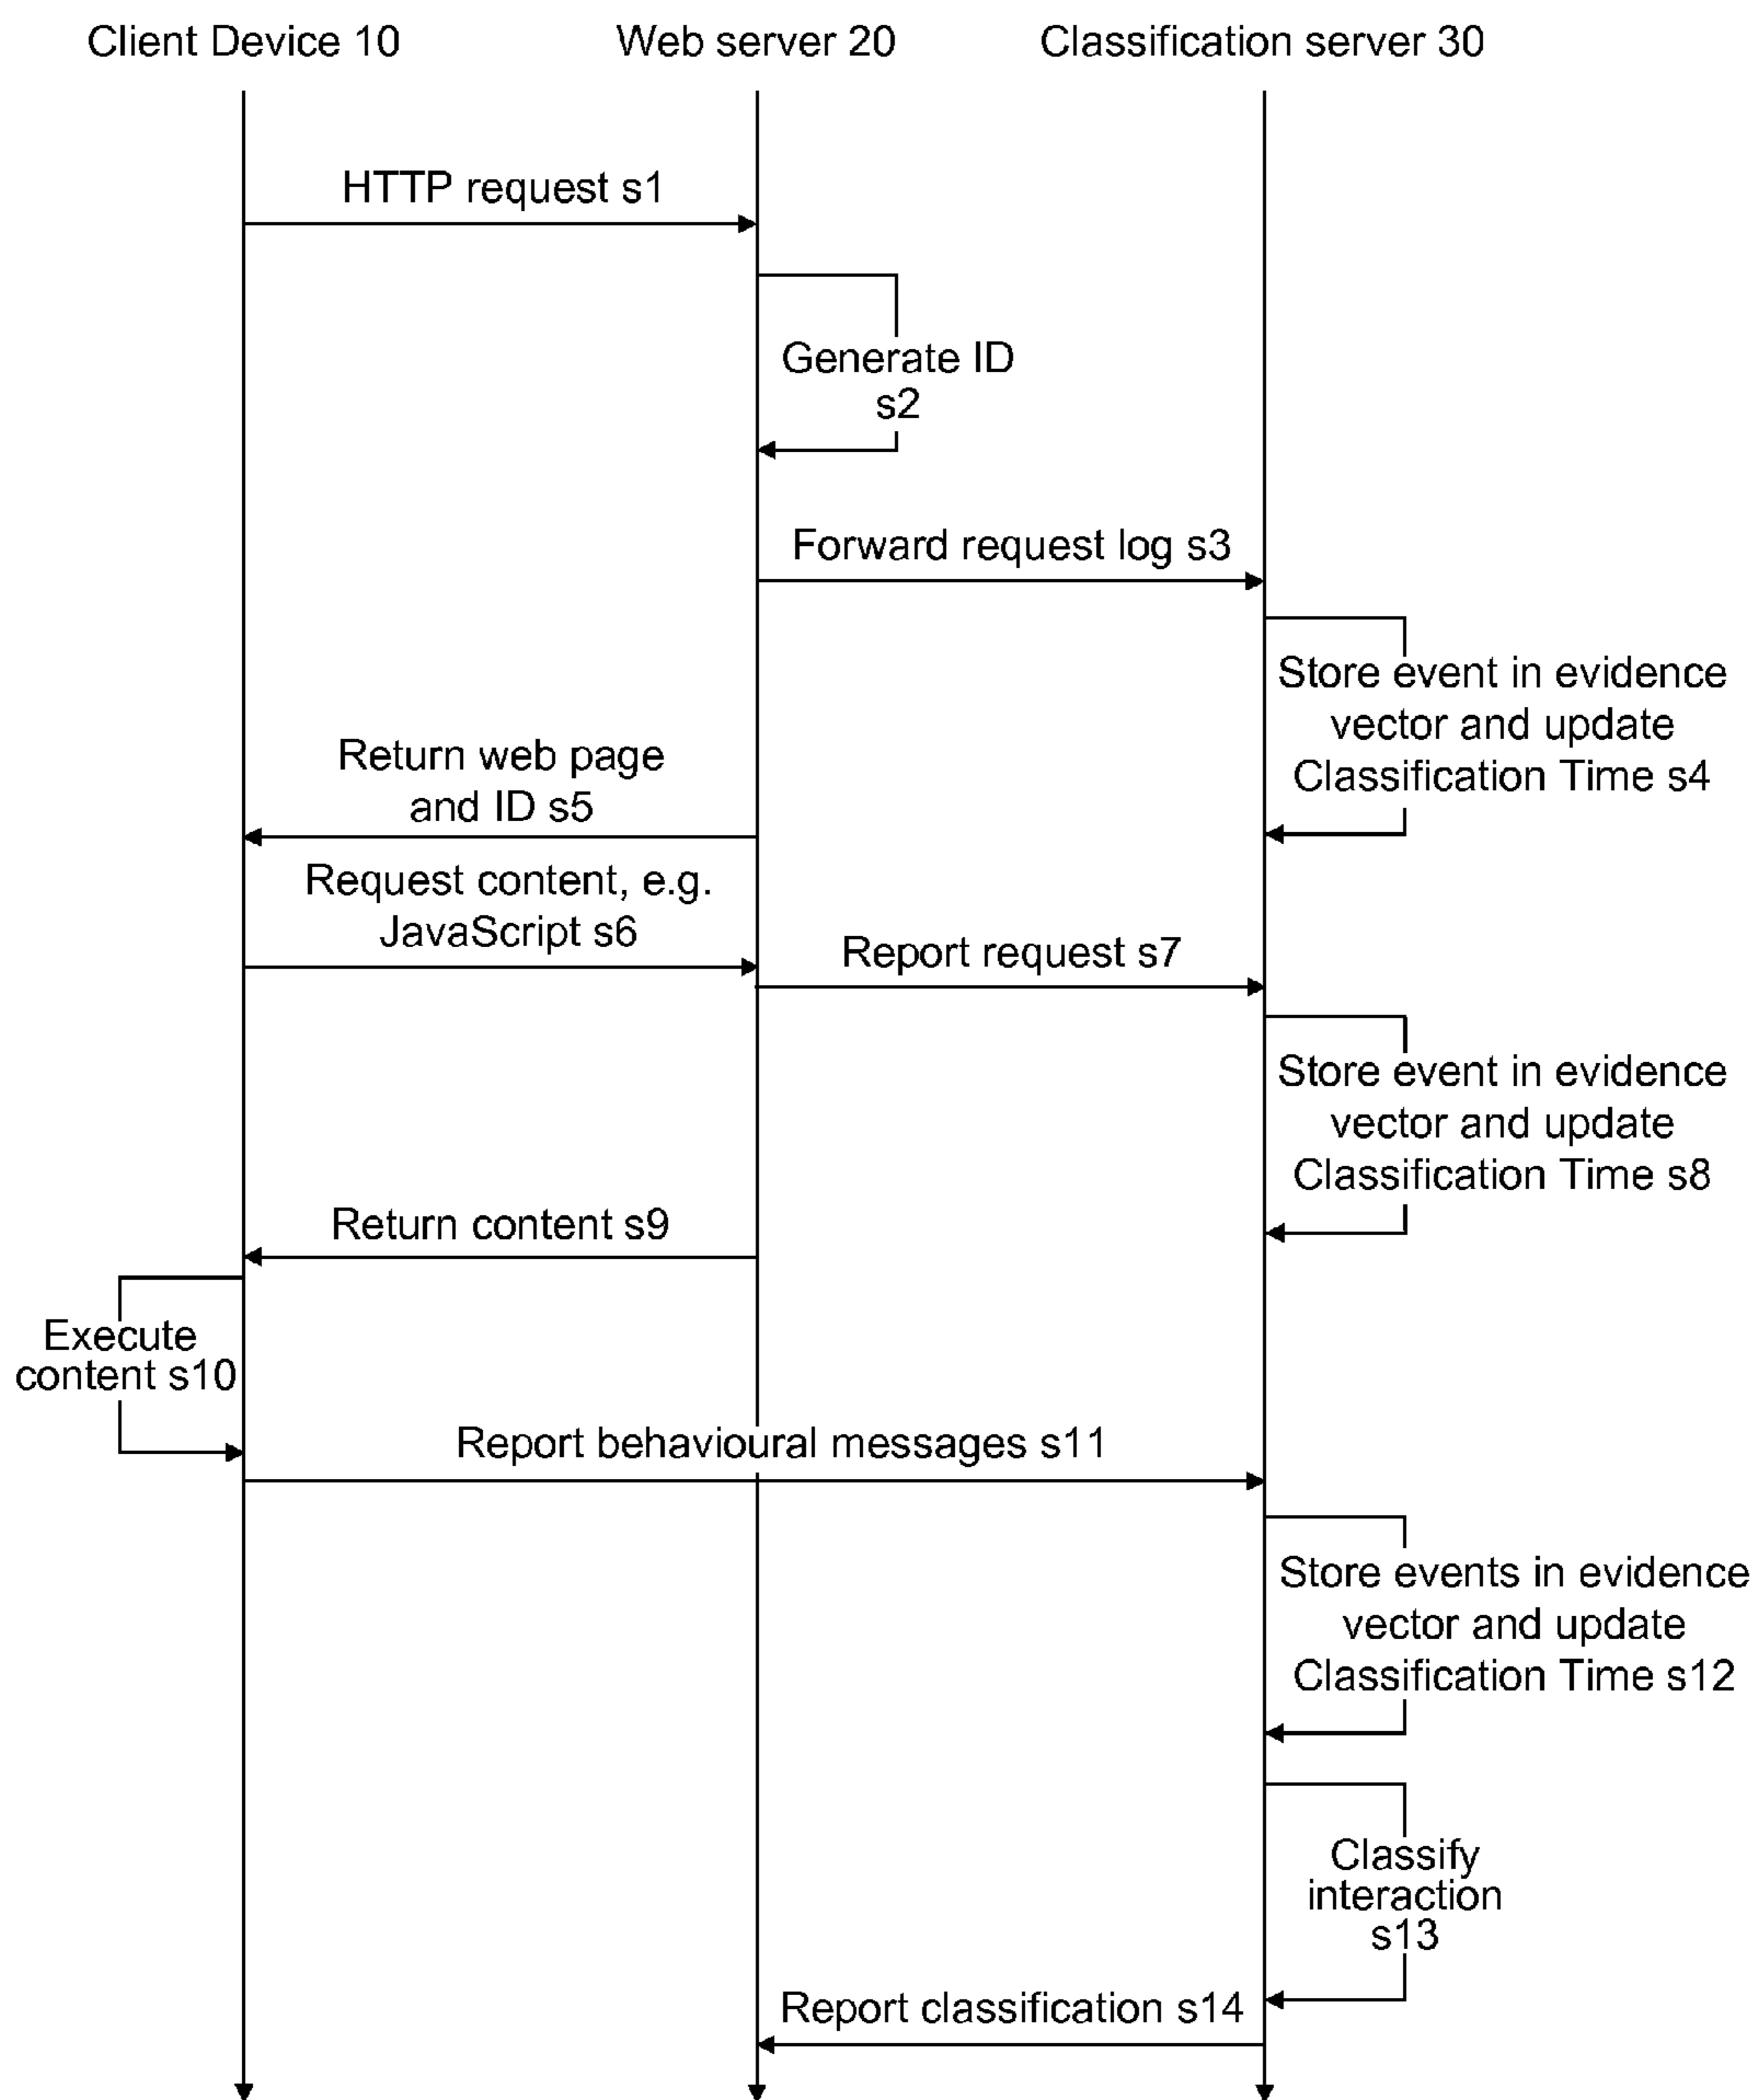 Client Device 10
Web server 20
Classification server 30
HTTP request s1
Generate ID
s2
Forward request log s3
Store event in evidence
vector and update
Classification Time s4
Return web page
and ID s5
Request content, e.g.
JavaScript s6
Report request s7
Store event in evidence
vector and update
Classification Time s8
Return content s9
Execute
content s10
Report behavioural messages s11
Store events in evidence
vector and update
Classification Time s12
Classify
interaction
s13
Report classification s14